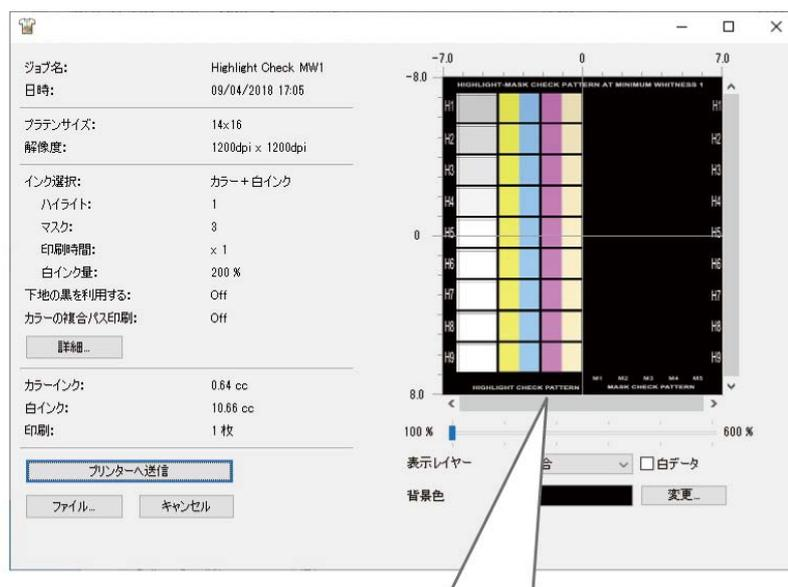 ジョブ名: Highlight Check MW1
日時: 09/04/2018 17:05
プラテンサイズ: 14x16
解像度: 1200dpi x 1200dpi
インク選択: カラー+白インク
ハイライト: 1
マスク: 3
印刷時間: x 1
白インク量: 200 %
下地の黒を利用する: Off
カラーの複合パス印刷: Off
詳細...
カラーインク: 0.64 cc
白インク: 10.66 cc
印刷: 1 枚
プリンターへ送信
ファイル... キャンセル
-7.0 0 7.0
-8.0
HIGHLIGHT-MASK CHECK PATTERN AT MINIMUM WHITNESS 1
H1 H1
H2 H2
H3 H3
H4 H4
0 H5 H5
H6 H6
H7 H7
H8 H8
H9 H9
M1 M2 M3 M4 M5
8.0 HIGHLIGHT CHECK PATTERN MASK CHECK PATTERN
100 % 600 %
表示レイヤー 合 白データ
背景色 変更...